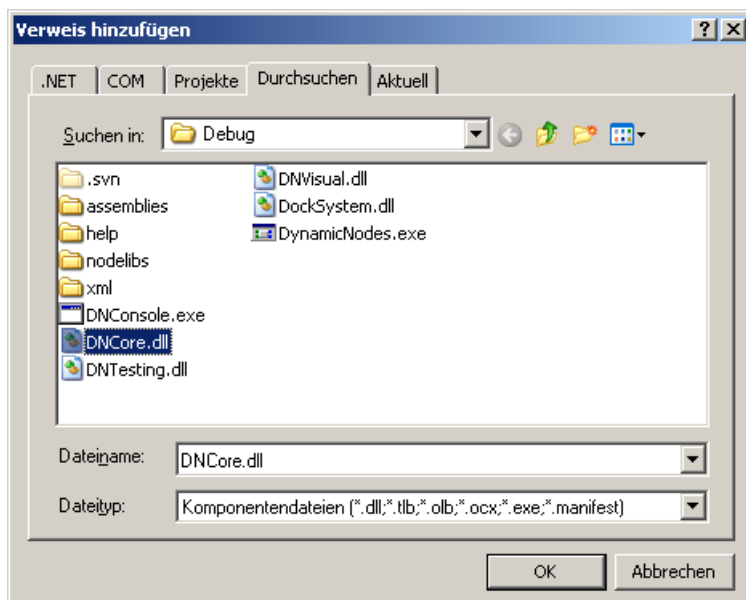 Verweis hinzufügen
.NET COM Projekte Durchsuchen Aktuell
Suchen in: Debug
.svn DNVisual.dll
assemblies DockSystem.dll
help DynamicNodes.exe
nodelibs
xml
DNConsole.exe
DNCore.dll
DNTesting.dll
Dateiname: DNCore.dll
Dateityp: Komponentendateien (*.dll;*.tlb;*.olb;*.ocx;*.exe;*.manifest)
OK Abbrechen